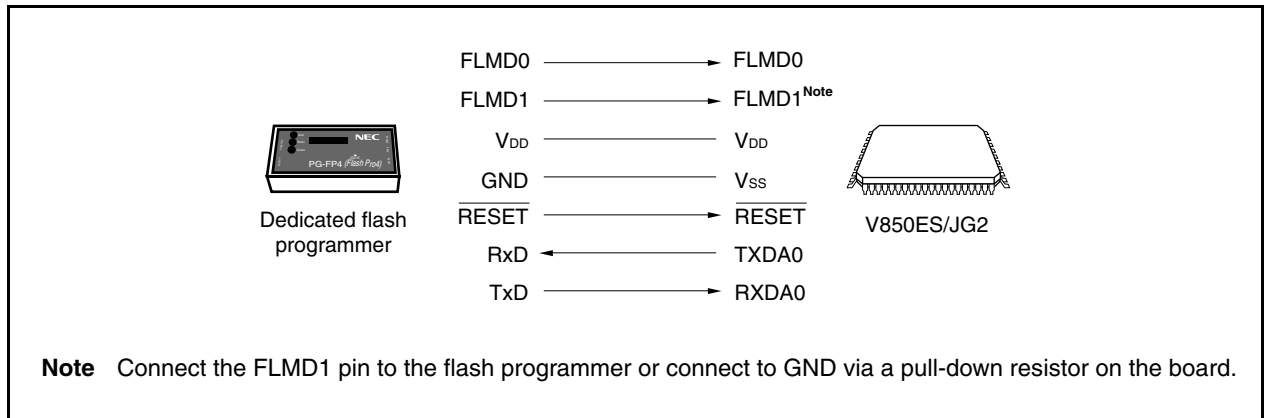 FLMD0 FLMD0
FLMD1 FLMD1Note
VDD VDD
GND VSS
RESET RESET
RxD TXDA0
TxD RXDA0
NEC
PG-FP4 (Flash Pro4)
Dedicated flash
programmer
V850ES/JG2
Note Connect the FLMD1 pin to the flash programmer or connect to GND via a pull-down resistor on the board.